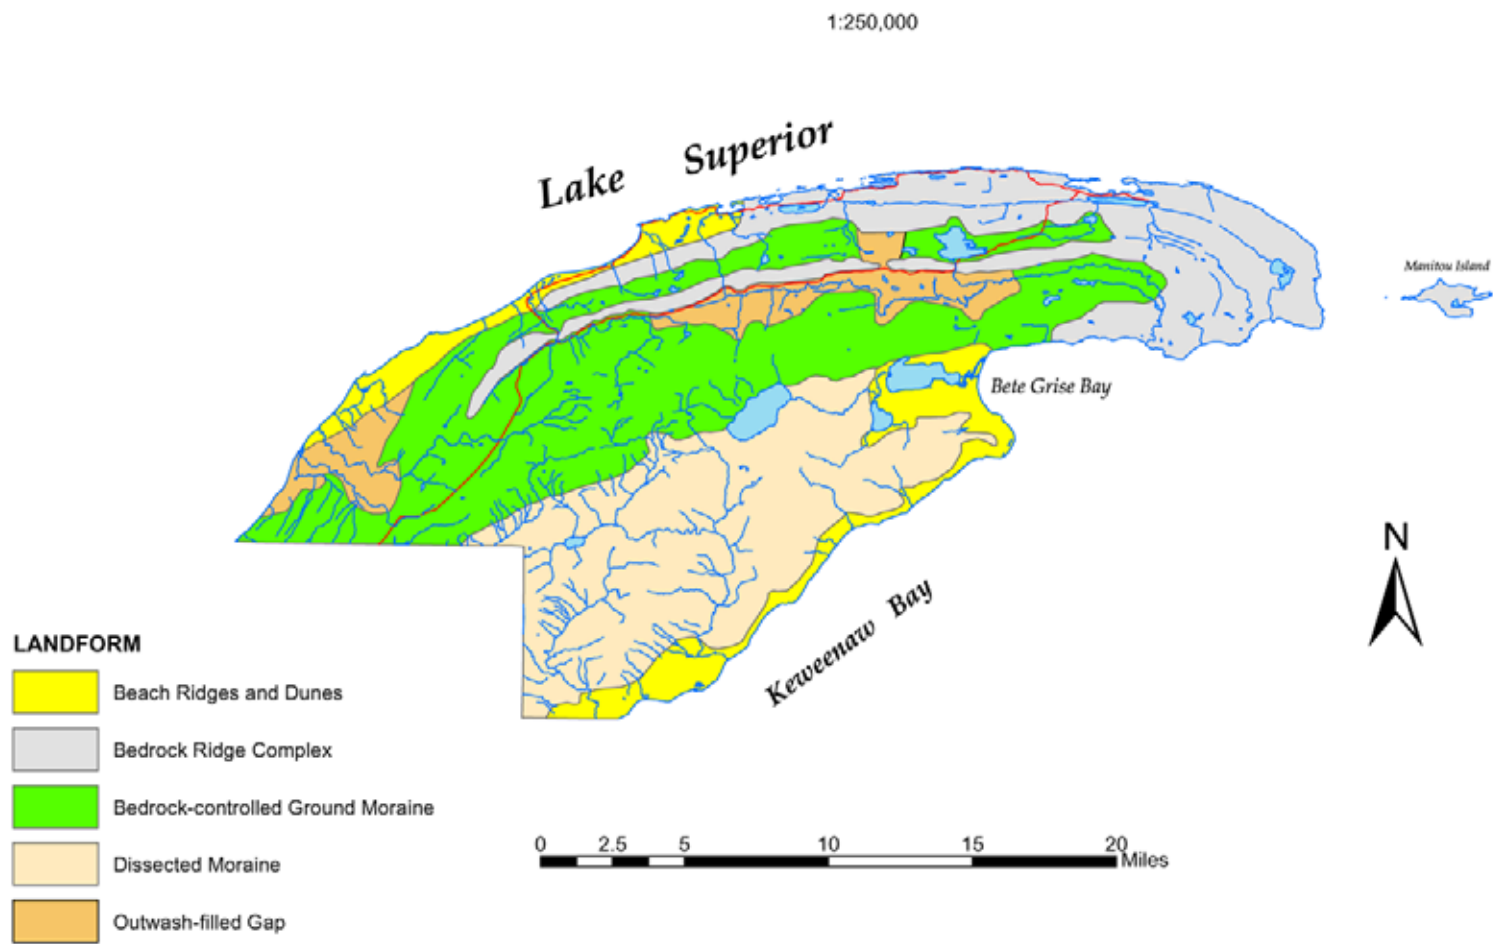 1:250,000
Lake Superior
Manitou Island
Bete Grise Bay
N
Keweenaw Bay
LANDFORM
Beach Ridges and Dunes
Bedrock Ridge Complex
Bedrock-controlled Ground Moraine
Dissected Moraine
Outwash-filled Gap
0 2.5 5 10 15 20
Miles